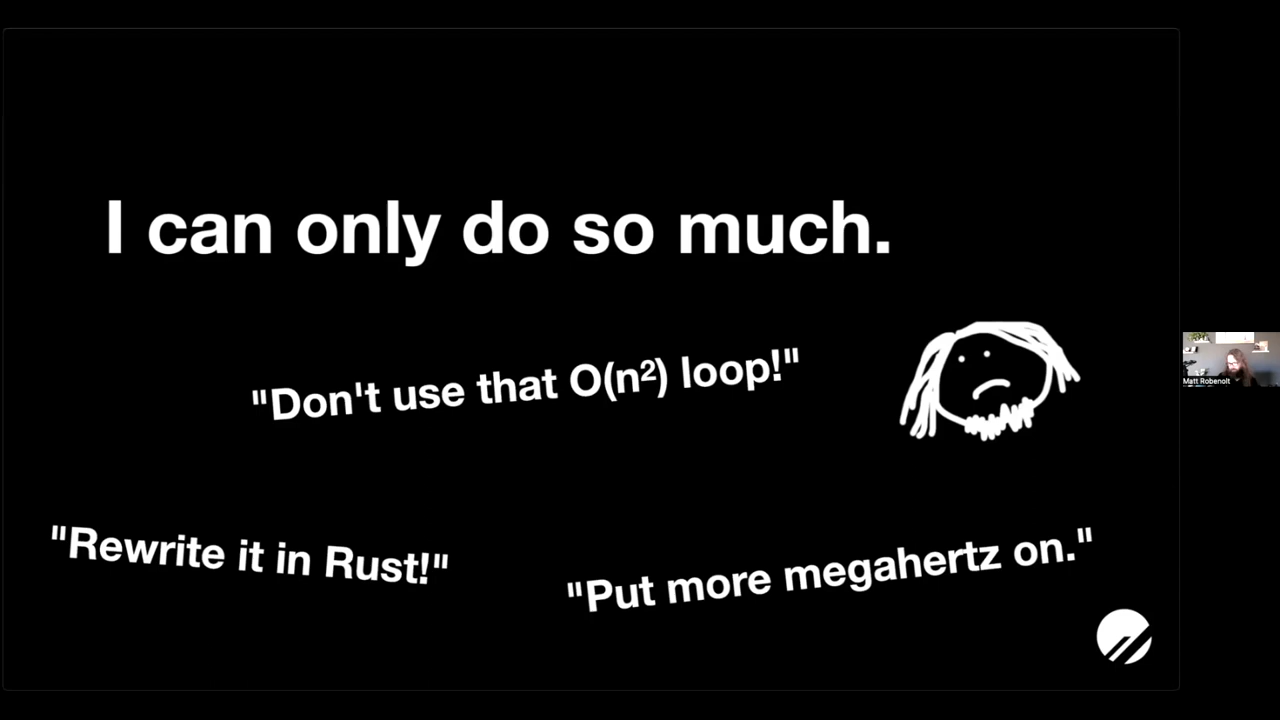 I can only do so much.
"Don't use that O(n²) loop!"
"Rewrite it in Rust!"
"Put more megahertz on."
Matt Robenolt